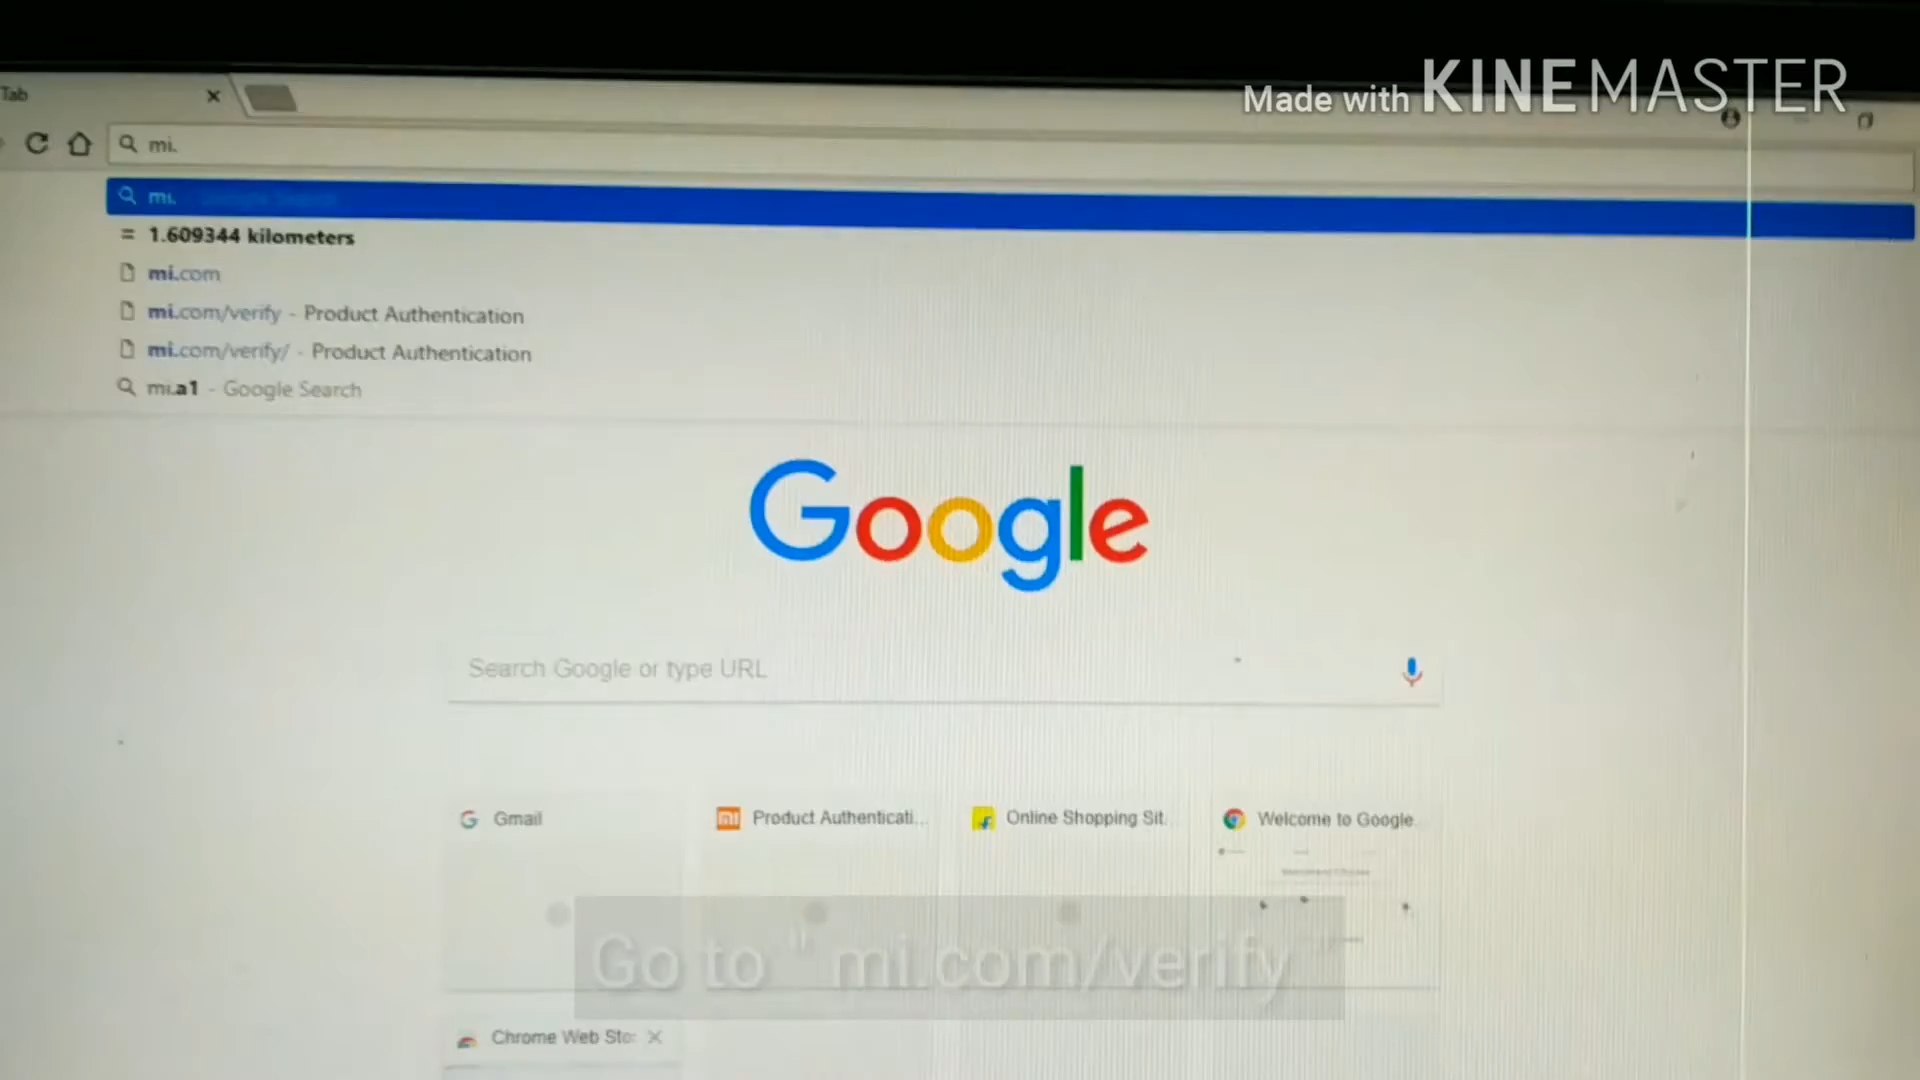 Made with KINEMASTER
Tab
mi.
mi. - Google Search
= 1.609344 kilometers
mi.com
mi.com/verify - Product Authentication
mi.com/verify/ - Product Authentication
mi.a1 - Google Search
Google
Search Google or type URL
Gmail
Product Authenticati...
Online Shopping Sit.
Welcome to Google.
Go to " mi.com/verify "
Chrome Web Sto